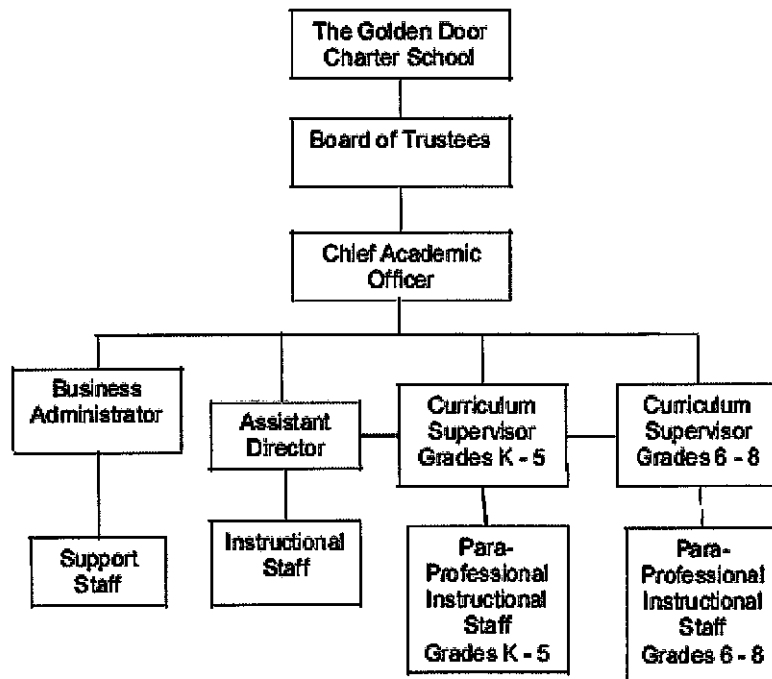 The Golden Door
Charter School
Board of Trustees
Chief Academic
Officer
Business
Administrator
Assistant
Director
Curriculum
Supervisor
Grades K - 5
Curriculum
Supervisor
Grades 6 - 8
Support
Staff
Instructional
Staff
Para-
Professional
Instructional
Staff
Grades K - 5
Para-
Professional
Instructional
Staff
Grades 6 - 8